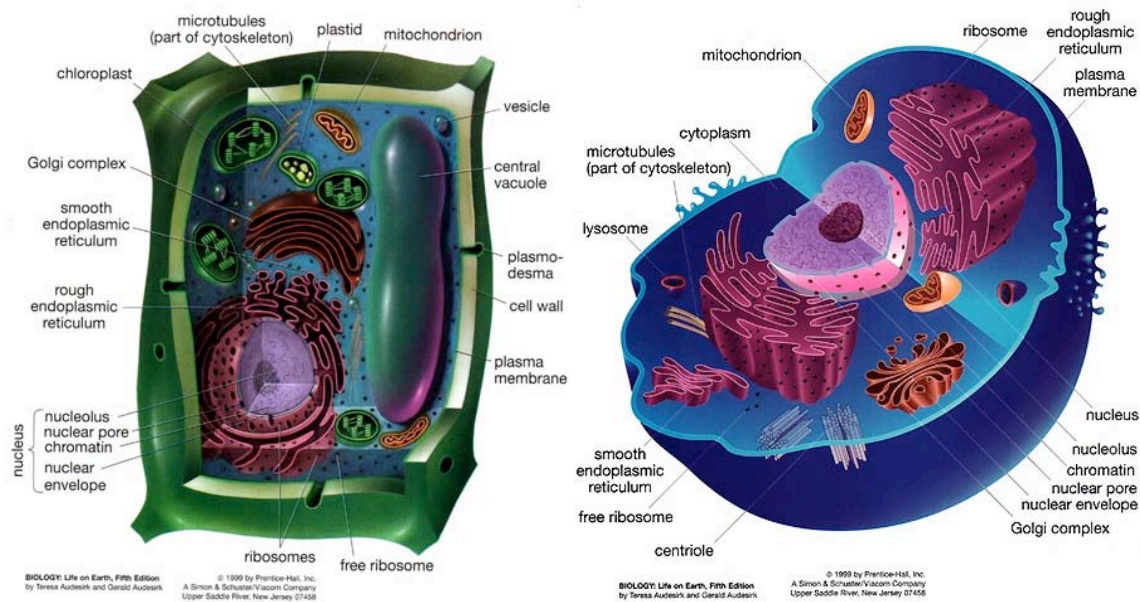 microtubules
(part of cytoskeleton)
plastid
mitochondrion
chloroplast
vesicle
Golgi complex
central
vacuole
smooth
endoplasmic
reticulum
plasmo-
desma
rough
endoplasmic
reticulum
cell wall
plasma
membrane
nucleus
nucleolus
nuclear pore
chromatin
nuclear
envelope
ribosomes
free ribosome
BIOLOGY: Life on Earth, Fifth Edition
by Teresa Audesirk and Gerald Audesirk
© 1999 by Prentice-Hall, Inc.
A Simon & Schuster/Viacom Company
Upper Saddle River, New Jersey 07458
ribosome
rough
endoplasmic
reticulum
mitochondrion
plasma
membrane
cytoplasm
microtubules
(part of cytoskeleton)
lysosome
nucleus
nucleolus
chromatin
nuclear pore
nuclear envelope
Golgi complex
smooth
endoplasmic
reticulum
free ribosome
centriole
BIOLOGY: Life on Earth, Fifth Edition
by Teresa Audesirk and Gerald Audesirk
© 1999 by Prentice-Hall, Inc.
A Simon & Schuster/Viacom Company
Upper Saddle River, New Jersey 07458